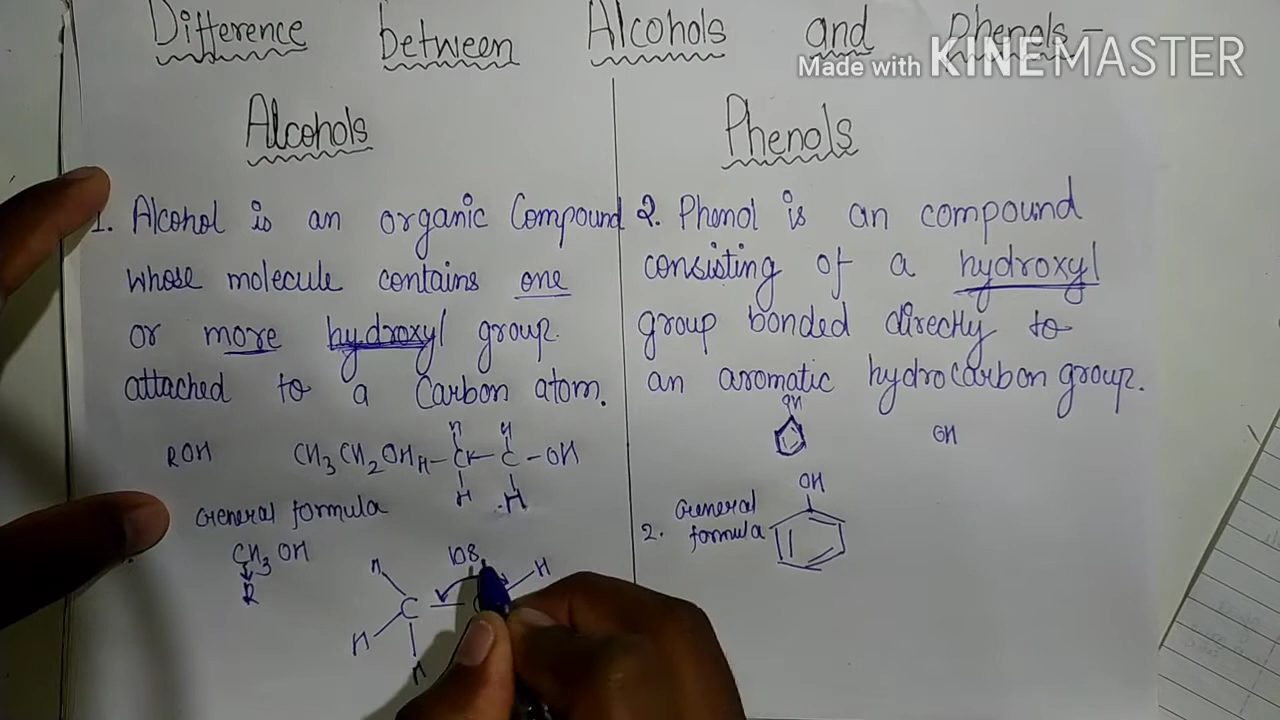 Difference between Alcohols and Phenols -
Made with KINEMASTER
Alcohols
1. Alcohol is an organic Compound
whose molecule contains one
or more hydroxyl group.
attached to a Carbon atom.
ROH CH₃CH₂OH H-C-C-OH
H H
H H
General formula
CH₃OH
R
H 108. H
C
H
H
Phenols
2. Phenol is an compound
consisting of a hydroxyl
group bonded directly to
an aromatic hydrocarbon group.
OH
OH
2. General
formula
OH